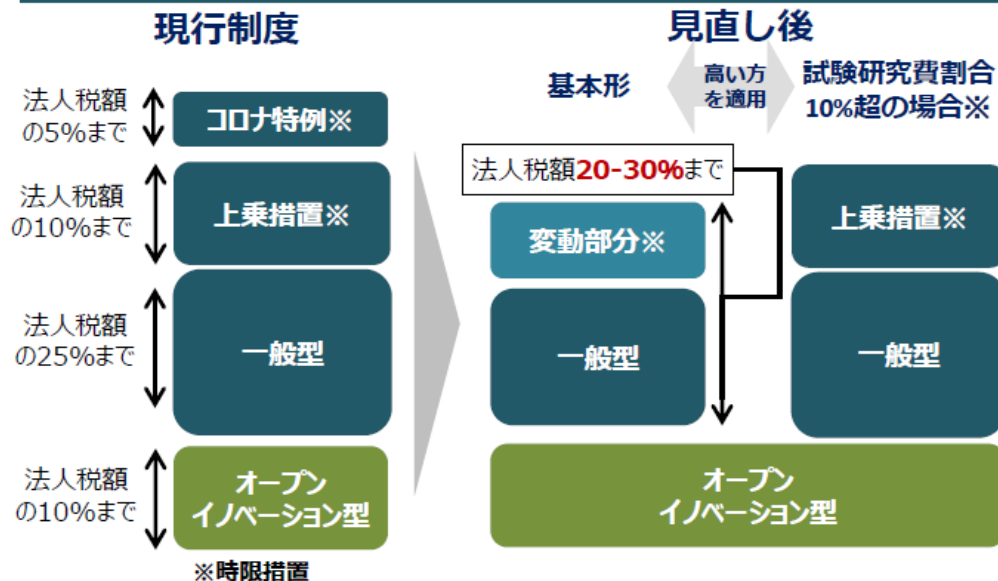 現行制度
法人税額
の5%まで
コロナ特例※
法人税額
の10%まで
上乗措置※
法人税額
の25%まで
一般型
法人税額
の10%まで
オープン
イノベーション型
※時限措置
見直し後
基本形
高い方
を適用
試験研究費割合
10%超の場合※
法人税額20-30%まで
変動部分※
一般型
上乗措置※
一般型
オープン
イノベーション型